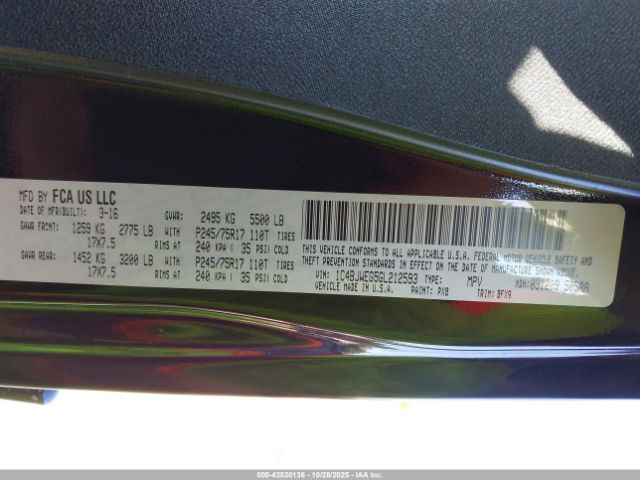 MFD BY FCA US LLC
DATE OF MFR(BUILT): 3-16 GVWR: 2495 KG 5500 LB
GAWR FRONT: 1259 KG 2775 LB WITH P245/75R17 110T TIRES
17X7.5 RIMS AT 240 KPA ( 35 PSI) COLD
GAWR REAR: 1452 KG 3200 LB WITH P245/75R17 110T TIRES
17X7.5 RIMS AT 240 KPA ( 35 PSI) COLD
THIS VEHICLE CONFORMS TO ALL APPLICABLE U.S.A. FEDERAL MOTOR VEHICLE SAFETY AND
THEFT PREVENTION STANDARDS IN EFFECT ON THE DATE OF MANUFACTURE SHOWN ABOVE.
VIN: 1C4BJWEG5GL212593 TYPE: MPV MDH:
VEHICLE MADE IN U.S.A. PAINT: PX8 TRIM: BFX9
000-43530136 - 10/28/2025 - IAAI.com